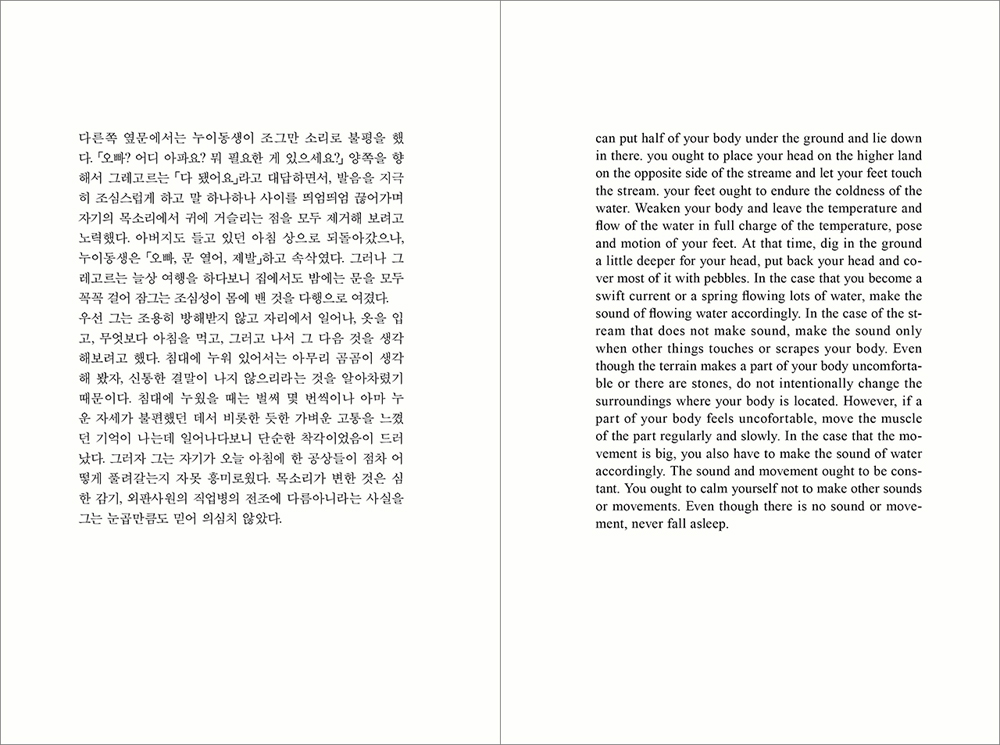 다른쪽 옆문에서는 누이동생이 조그만 소리로 불평을 했
다. 「오빠? 어디 아파요? 뭐 필요한 게 있으세요?」 양쪽을 향
해서 그레고르는 「다 됐어요」라고 대답하면서, 발음을 지극
히 조심스럽게 하고 말 하나하나 사이를 띄엄띄엄 끊어가며
자기의 목소리에서 귀에 거슬리는 점을 모두 제거해 보려고
노력했다. 아버지도 들고 있던 아침 상으로 되돌아갔으나,
누이동생은 「오빠, 문 열어, 제발」하고 속삭였다. 그러나 그
레고르는 늘상 여행을 하다보니 집에서도 밤에는 문을 모두
꼭꼭 걸어 잠그는 조심성이 몸에 밴 것을 다행으로 여겼다.
우선 그는 조용히 방해받지 않고 자리에서 일어나, 옷을 입
고, 무엇보다 아침을 먹고, 그러고 나서 그 다음 것을 생각
해보려고 했다. 침대에 누워 있어서는 아무리 곰곰이 생각
해 봤자, 신통한 결말이 나지 않으리라는 것을 알아차렸기
때문이다. 침대에 누웠을 때는 벌써 몇 번씩이나 아마 누
운 자세가 불편했던 데서 비롯한 듯한 가벼운 고통을 느꼈
던 기억이 나는데 일어나다보니 단순한 착각이었음이 드러
났다. 그러자 그는 자기가 오늘 아침에 한 공상들이 점차 어
떻게 풀려갈는지 자못 흥미로웠다. 목소리가 변한 것은 심
한 감기, 외판사원의 직업병의 전조에 다름아니라는 사실을
그는 눈곱만큼도 믿어 의심치 않았다.
can put half of your body under the ground and lie down
in there. you ought to place your head on the higher land
on the opposite side of the streame and let your feet touch
the stream. your feet ought to endure the coldness of the
water. Weaken your body and leave the temperature and
flow of the water in full charge of the temperature, pose
and motion of your feet. At that time, dig in the ground
a little deeper for your head, put back your head and co-
ver most of it with pebbles. In the case that you become a
swift current or a spring flowing lots of water, make the
sound of flowing water accordingly. In the case of the st-
ream that does not make sound, make the sound only
when other things touches or scrapes your body. Even
though the terrain makes a part of your body uncomforta-
ble or there are stones, do not intentionally change the
surroundings where your body is located. However, if a
part of your body feels uncofortable, move the muscle
of the part regularly and slowly. In the case that the mo-
vement is big, you also have to make the sound of water
accordingly. The sound and movement ought to be cons-
tant. You ought to calm yourself not to make other sounds
or movements. Even though there is no sound or move-
ment, never fall asleep.